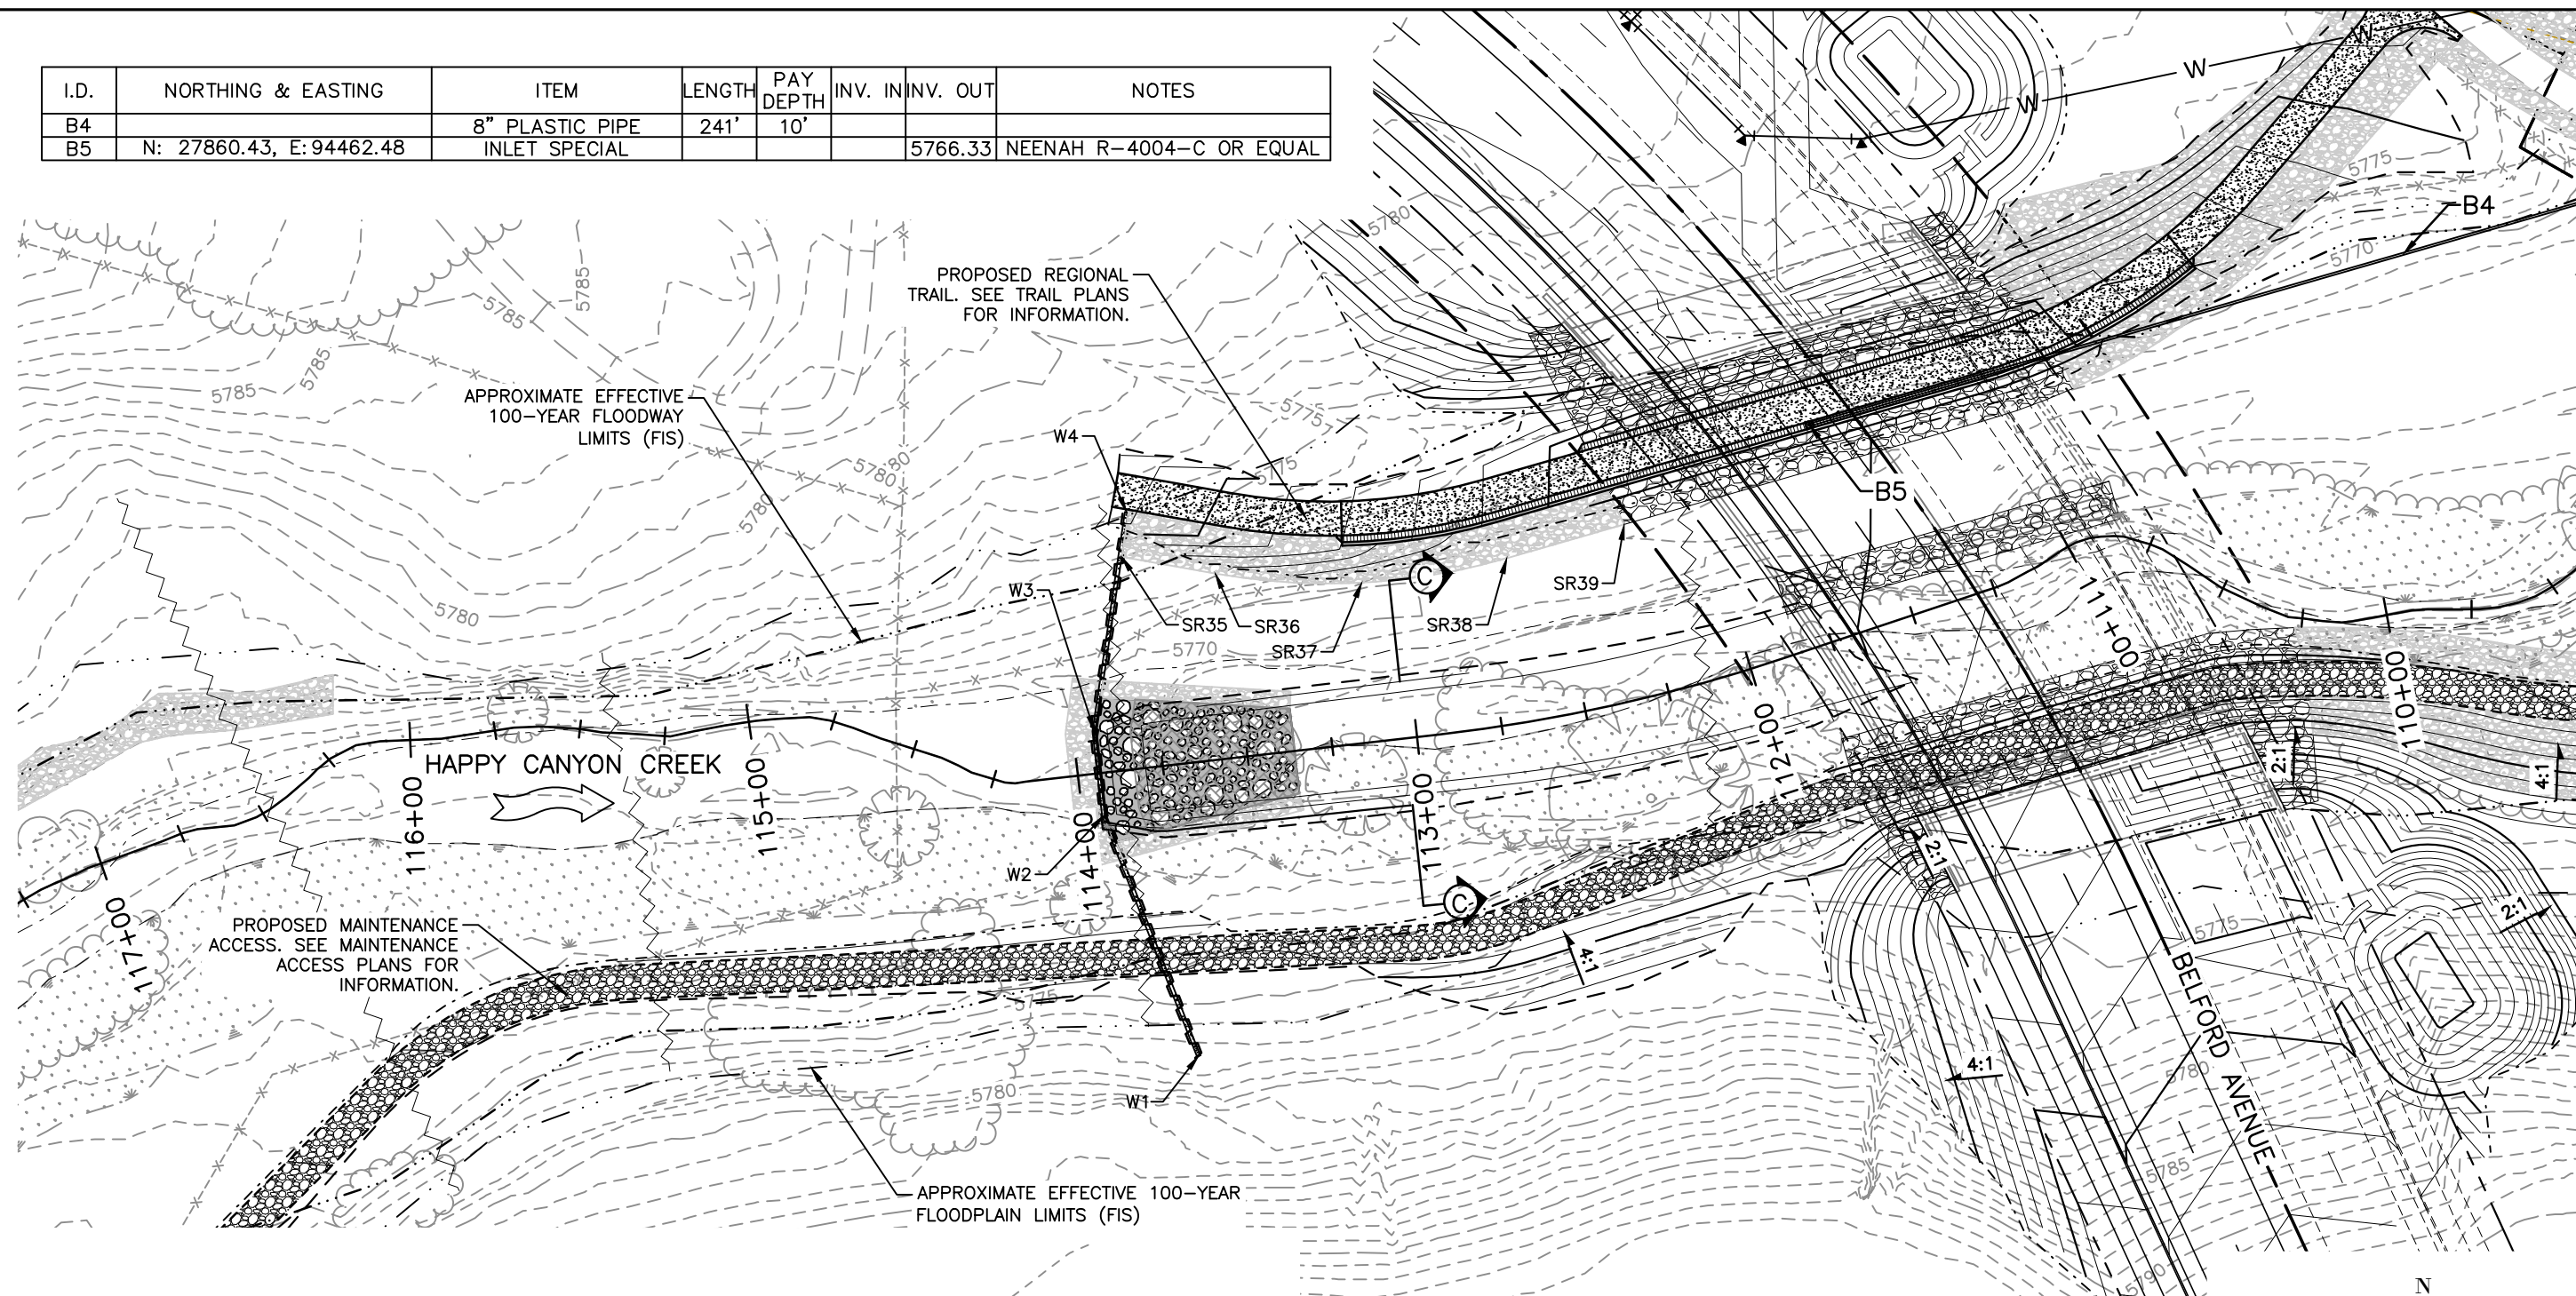 I.D. NORTHING & EASTING ITEM LENGTH PAY DEPTH INV. IN INV. OUT NOTES
B4 8" PLASTIC PIPE 241' 10'
B5 N: 27860.43, E: 94462.48 INLET SPECIAL 5766.33 NEENAH R-4004-C OR EQUAL
W
W
W
5775
B4
5780
5770
PROPOSED REGIONAL
TRAIL. SEE TRAIL PLANS
FOR INFORMATION.
5785
5785
5785
5785
APPROXIMATE EFFECTIVE
100-YEAR FLOODWAY
LIMITS (FIS)
5775
5775
W4
5780
5780
B5
C
SR39
W3
5780
SR35
SR36
SR37
SR38
5770
HAPPY CANYON CREEK
117+00
116+00
115+00
114+00
113+00
112+00
111+00
110+00
2:1
4:1
2:1
W2
C
4:1
2:1
5775
PROPOSED MAINTENANCE
ACCESS. SEE MAINTENANCE
ACCESS PLANS FOR
INFORMATION.
5775
BELFORD AVENUE
4:1
5780
5780
W1
5785
APPROXIMATE EFFECTIVE 100-YEAR
FLOODPLAIN LIMITS (FIS)
5790
N